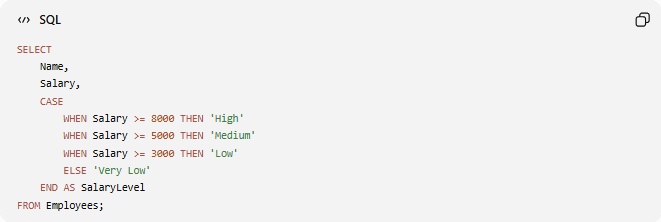 SQL
SELECT
    Name,
    Salary,
    CASE
        WHEN Salary >= 8000 THEN 'High'
        WHEN Salary >= 5000 THEN 'Medium'
        WHEN Salary >= 3000 THEN 'Low'
        ELSE 'Very Low'
    END AS SalaryLevel
FROM Employees;